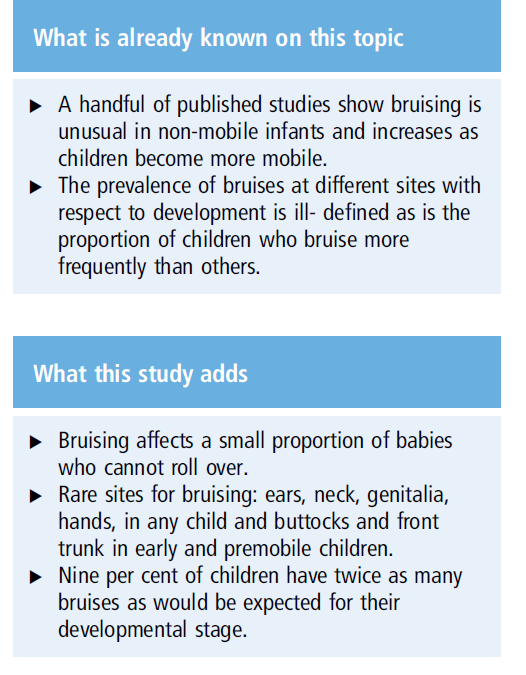 What is already known on this topic
▶ A handful of published studies show bruising is
unusual in non-mobile infants and increases as
children become more mobile.
▶ The prevalence of bruises at different sites with
respect to development is ill- defined as is the
proportion of children who bruise more
frequently than others.
What this study adds
▶ Bruising affects a small proportion of babies
who cannot roll over.
▶ Rare sites for bruising: ears, neck, genitalia,
hands, in any child and buttocks and front
trunk in early and premobile children.
▶ Nine per cent of children have twice as many
bruises as would be expected for their
developmental stage.